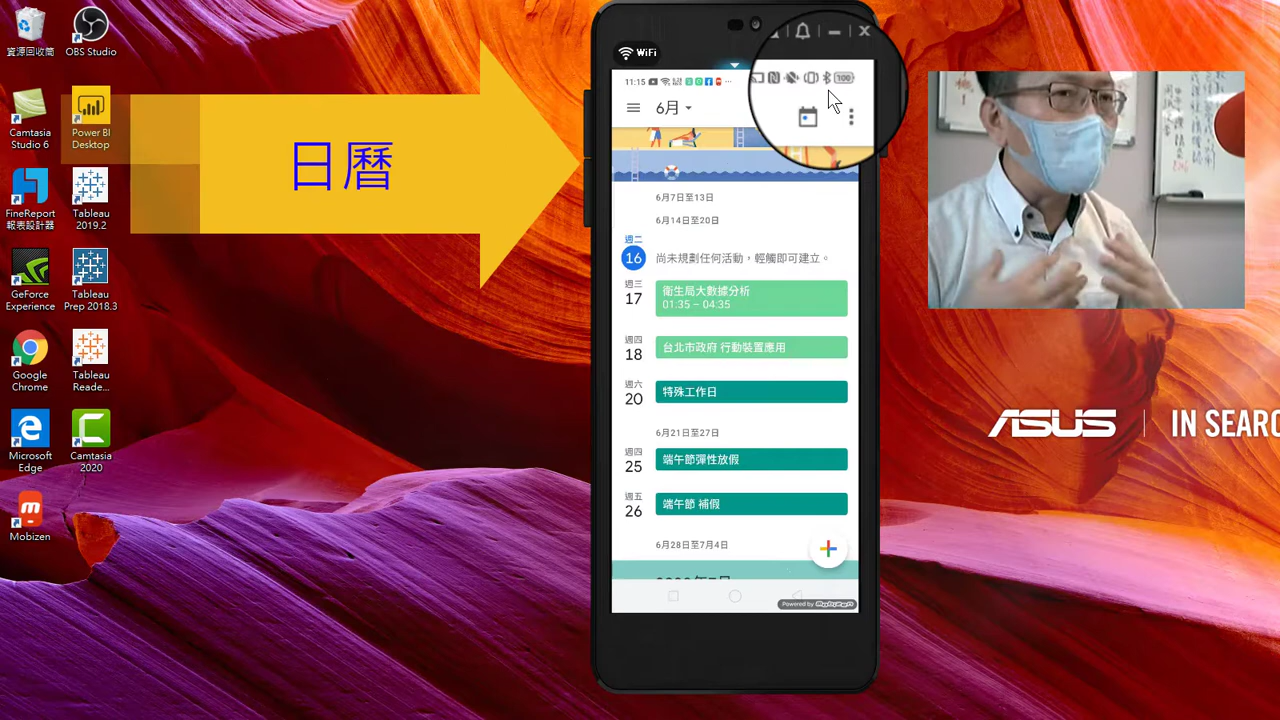 資源回收筒
OBS Studio
Camtasia
Studio 6
Power BI
Desktop
FineReport
報表設計器
Tableau
2019.2
GeForce
Experience
Tableau
Prep 2018.3
Google
Chrome
Tableau
Reade...
Microsoft
Edge
Camtasia
2020
Mobizen
日曆
WiFi
11:15
100
6月
6月7日至13日
6月14日至20日
週二
16
尚未規劃任何活動，輕觸即可建立。
週三
17
衛生局大數據分析
01:35 – 04:35
週四
18
台北市政府 行動裝置應用
週六
20
特殊工作日
6月21日至27日
週四
25
端午節彈性放假
週五
26
端午節 補假
6月28日至7月4日
Powered by
ASUS
IN SEARC